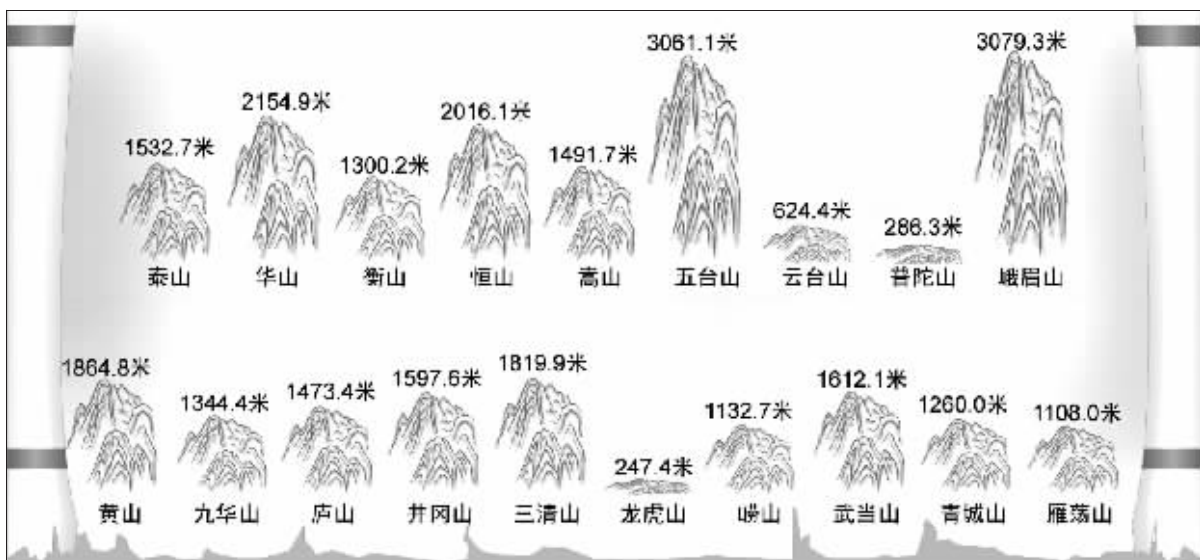 3061.1米
3079.3米
2154.9米
2016.1米
1532.7米
1300.2米
1491.7米
624.4米
286.3米
泰山
华山
衡山
恒山
嵩山
五台山
云台山
普陀山
峨眉山
1864.8米
1344.4米
1473.4米
1597.6米
1819.9米
247.4米
1132.7米
1612.1米
1260.0米
1108.0米
黄山
九华山
庐山
井冈山
三清山
龙虎山
崂山
武当山
青城山
雁荡山